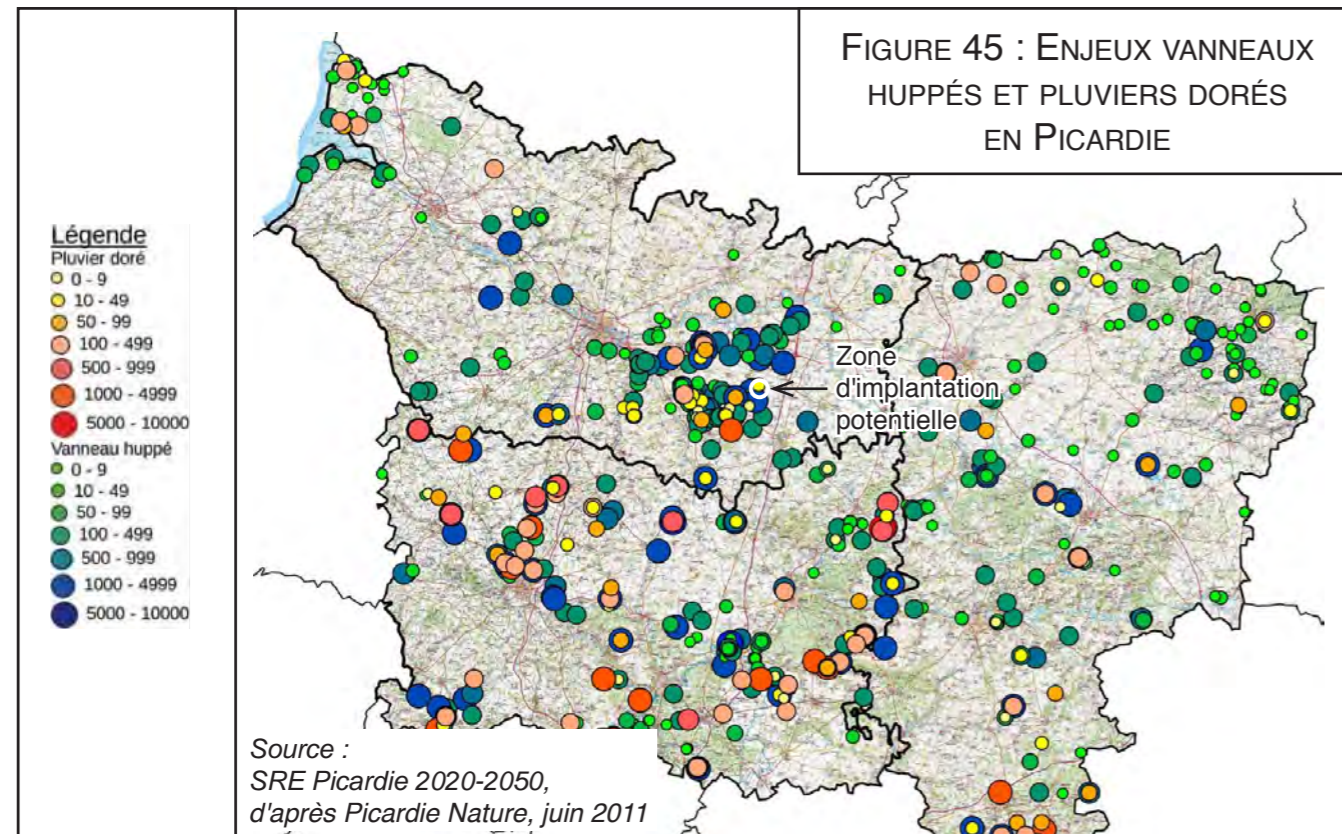 FIGURE 45 : ENJEUX VANNEAUX
HUPPÉS ET PLUVIERS DORÉS
EN PICARDIE
Légende
Pluvier doré
0 - 9
10 - 49
50 - 99
100 - 499
500 - 999
1000 - 4999
5000 - 10000
Vanneau huppé
0 - 9
10 - 49
50 - 99
100 - 499
500 - 999
1000 - 4999
5000 - 10000
Zone
d'implantation
potentielle
Source :
SRE Picardie 2020-2050,
d'après Picardie Nature, juin 2011